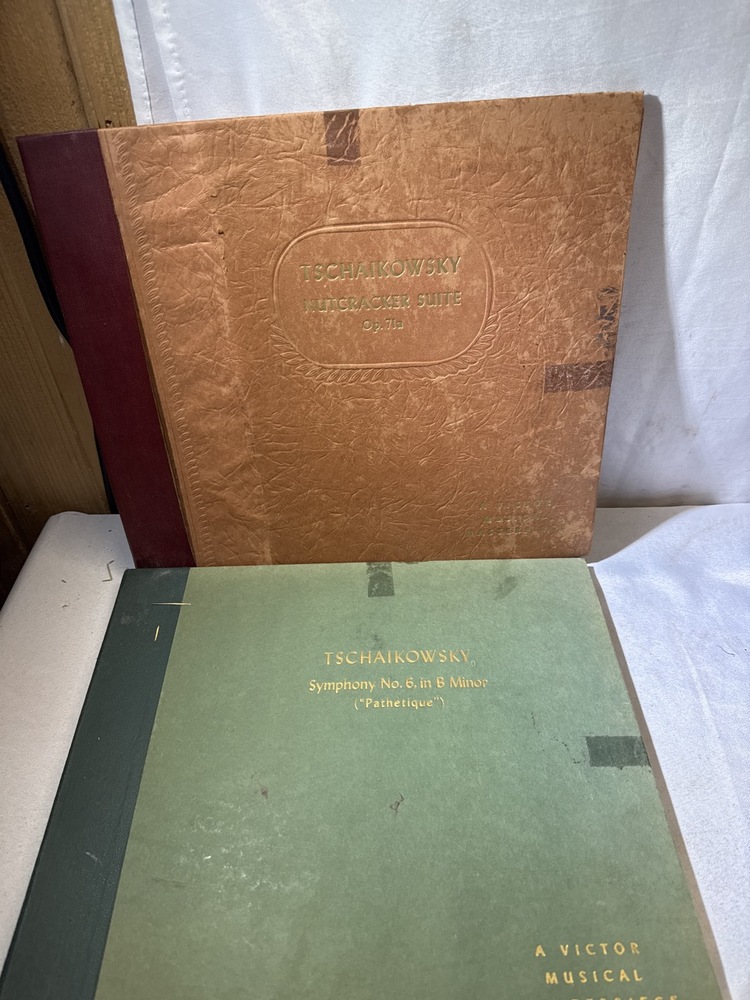 TSCHAIKOWSKY
NUTCRACKER SUITE
Op. 71a
TSCHAIKOWSKY
Symphony No. 6, in B Minor
("Pathetique")
A VICTOR
MUSICAL